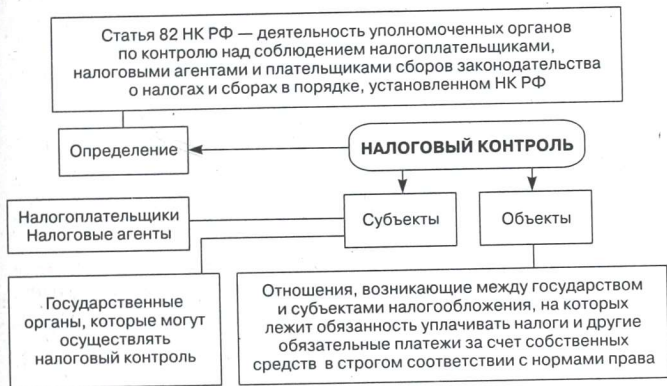 Статья 82 НК РФ — деятельность уполномоченных органов
по контролю над соблюдением налогоплательщиками,
налоговыми агентами и плательщиками сборов законодательства
о налогах и сборах в порядке, установленном НК РФ
Определение
НАЛОГОВЫЙ КОНТРОЛЬ
Налогоплательщики
Налоговые агенты
Субъекты
Объекты
Государственные
органы, которые могут
осуществлять
налоговый контроль
Отношения, возникающие между государством
и субъектами налогообложения, на которых
лежит обязанность уплачивать налоги и другие
обязательные платежи за счет собственных
средств в строгом соответствии с нормами права